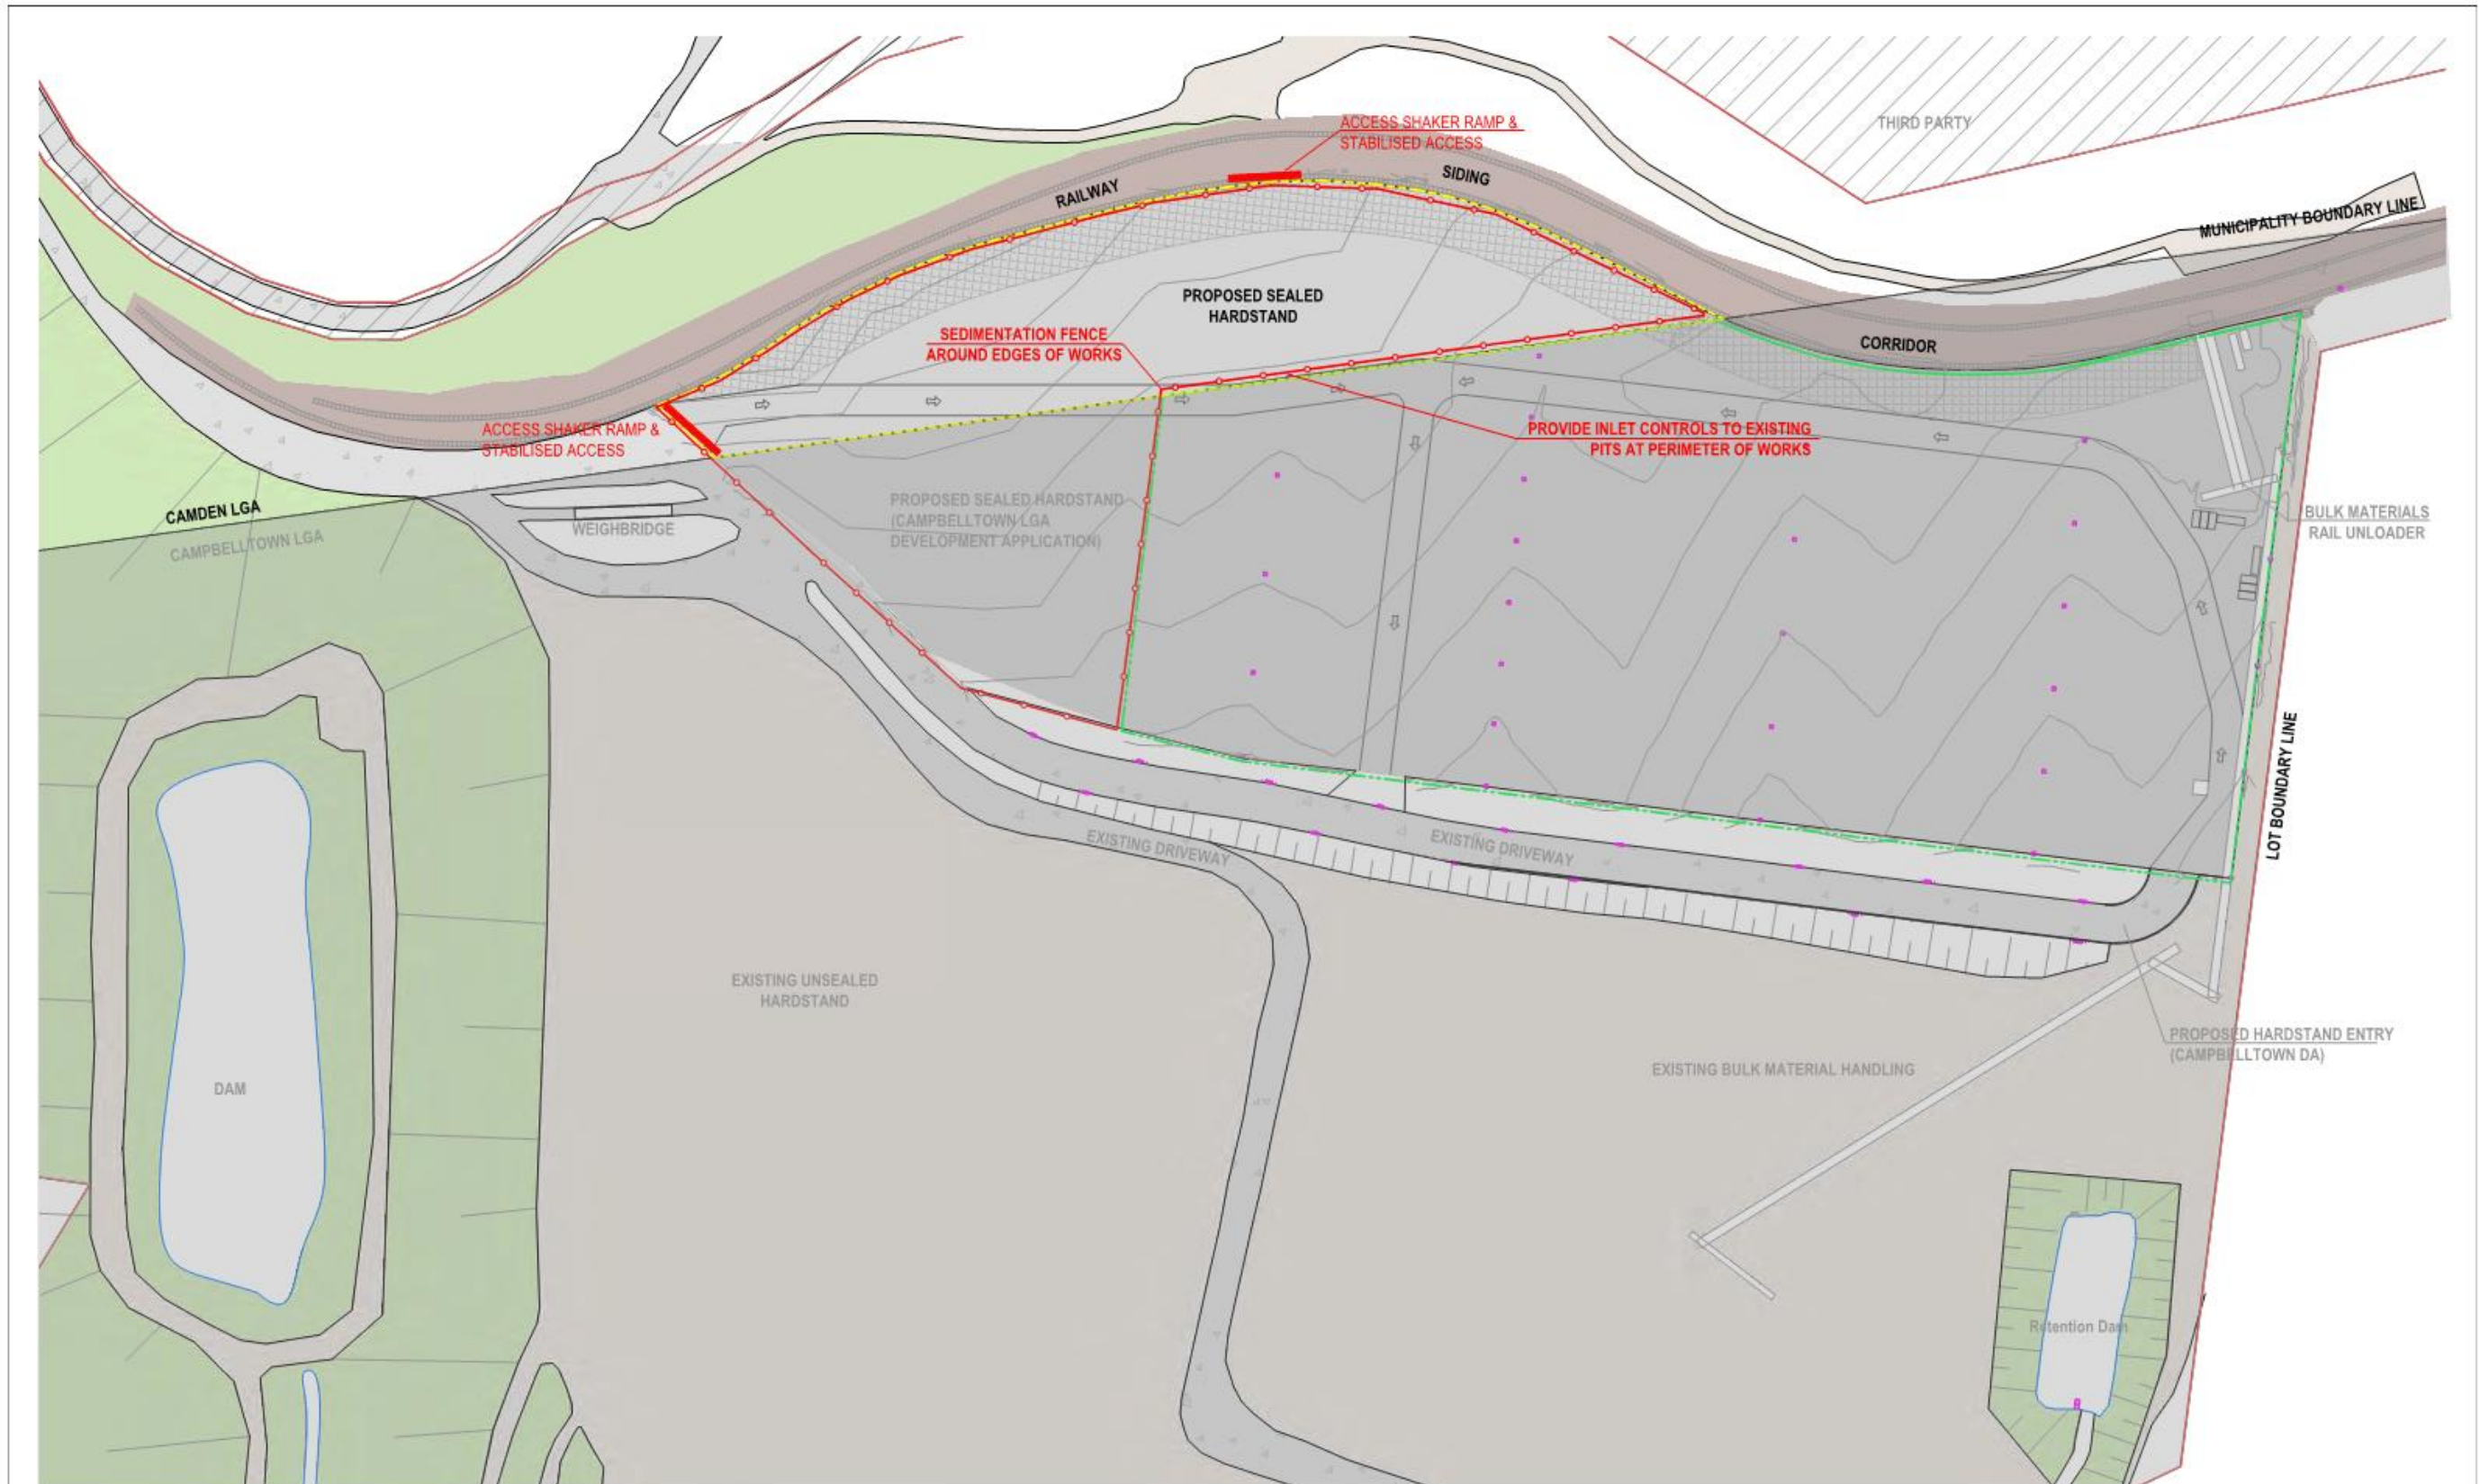 THIRD PARTY
ACCESS SHAKER RAMP &
STABILISED ACCESS
RAILWAY
SIDING
MUNICIPALITY BOUNDARY LINE
PROPOSED SEALED
HARDSTAND
SEDIMENTATION FENCE
AROUND EDGES OF WORKS
CORRIDOR
ACCESS SHAKER RAMP &
STABILISED ACCESS
PROVIDE INLET CONTROLS TO EXISTING
PITS AT PERIMETER OF WORKS
CAMDEN LGA
CAMPBELLTOWN LGA
WEIGHBRIDGE
PROPOSED SEALED HARDSTAND
(CAMPBELLTOWN LGA
DEVELOPMENT APPLICATION)
BULK MATERIALS
RAIL UNLOADER
LOT BOUNDARY LINE
EXISTING DRIVEWAY
EXISTING DRIVEWAY
EXISTING UNSEALED
HARDSTAND
PROPOSED HARDSTAND ENTRY
(CAMPBELLTOWN DA)
EXISTING BULK MATERIAL HANDLING
DAM
Retention Dam